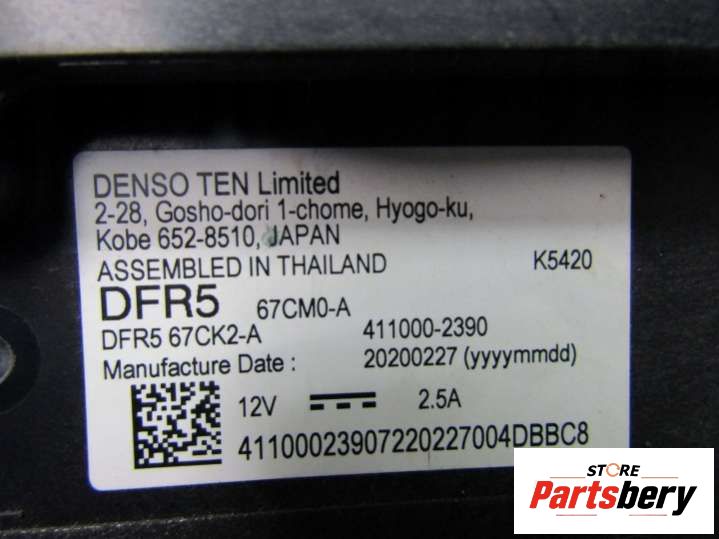 DENSO TEN Limited
2-28, Gosho-dori 1-chome, Hyogo-ku,
Kobe 652-8510, JAPAN
ASSEMBLED IN THAILAND K5420
DFR5 67CM0-A
DFR5 67CK2-A 411000-2390
Manufacture Date : 20200227 (yyyymmdd)
12V 2.5A
41100023907220227004DBBC8
STORE
Partsbery